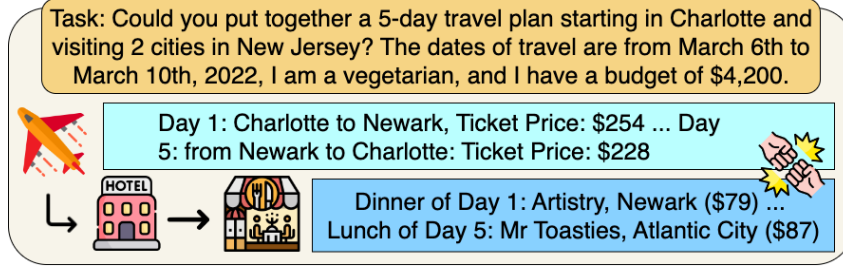 Task: Could you put together a 5-day travel plan starting in Charlotte and
visiting 2 cities in New Jersey? The dates of travel are from March 6th to
March 10th, 2022, I am a vegetarian, and I have a budget of $4,200.
Day 1: Charlotte to Newark, Ticket Price: $254 ... Day
5: from Newark to Charlotte: Ticket Price: $228
HOTEL
Dinner of Day 1: Artistry, Newark ($79) ...
Lunch of Day 5: Mr Toasties, Atlantic City ($87)